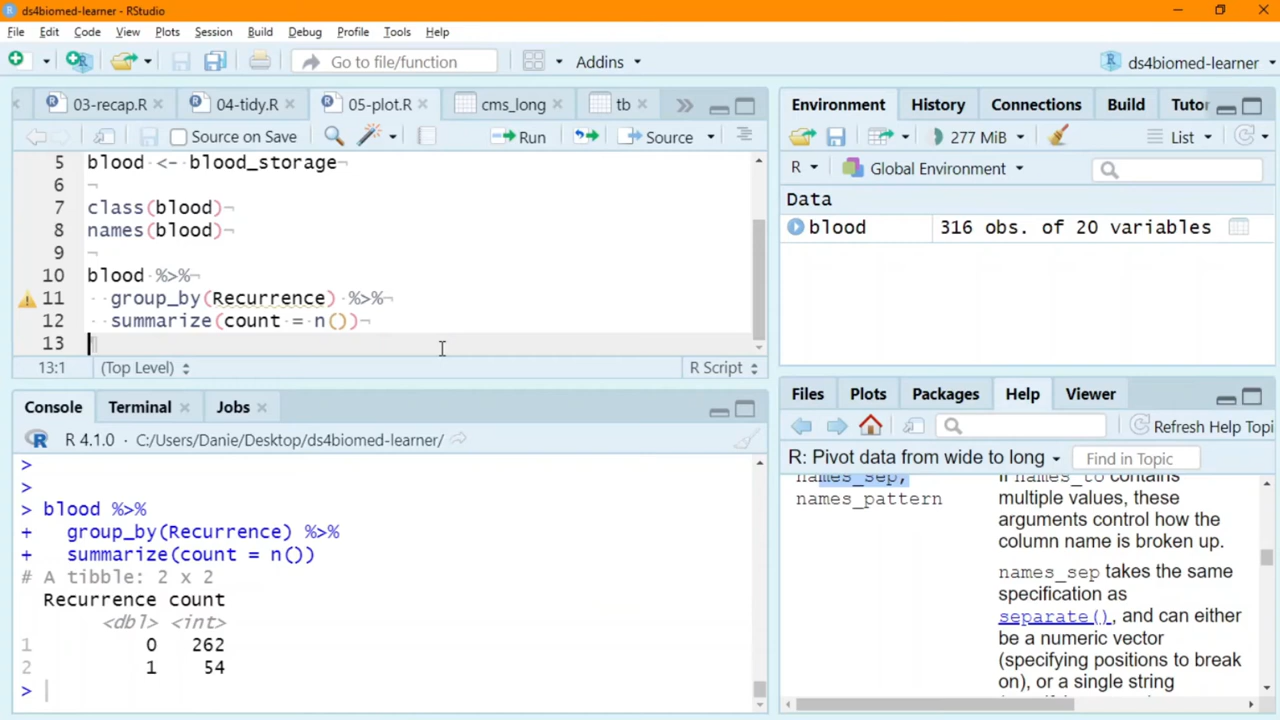 ds4biomed-learner - RStudio
File Edit Code View Plots Session Build Debug Profile Tools Help
Go to file/function Addins ds4biomed-learner
03-recap.R 04-tidy.R 05-plot.R cms_long tb
Source on Save Run Source
5 blood <- blood_storage¬
6 ¬
7 class(blood)¬
8 names(blood)¬
9 ¬
10 blood %>%¬
11 group_by(Recurrence) %>%¬
12 summarize(count = n())¬
13 ¶
13:1 (Top Level) R Script
Console Terminal Jobs
R 4.1.0 · C:/Users/Danie/Desktop/ds4biomed-learner/
>
>
> blood %>%
+ group_by(Recurrence) %>%
+ summarize(count = n())
# A tibble: 2 x 2
Recurrence count
<dbl> <int>
1 0 262
2 1 54
>
Environment History Connections Build Tutor
277 MiB List
R Global Environment
Data
blood 316 obs. of 20 variables
Files Plots Packages Help Viewer
Refresh Help Topi
R: Pivot data from wide to long Find in Topic
names_sep,
names_pattern
If names_to contains
multiple values, these
arguments control how the
column name is broken up.
names_sep takes the same
specification as
separate(), and can either
be a numeric vector
(specifying positions to break
on), or a single string